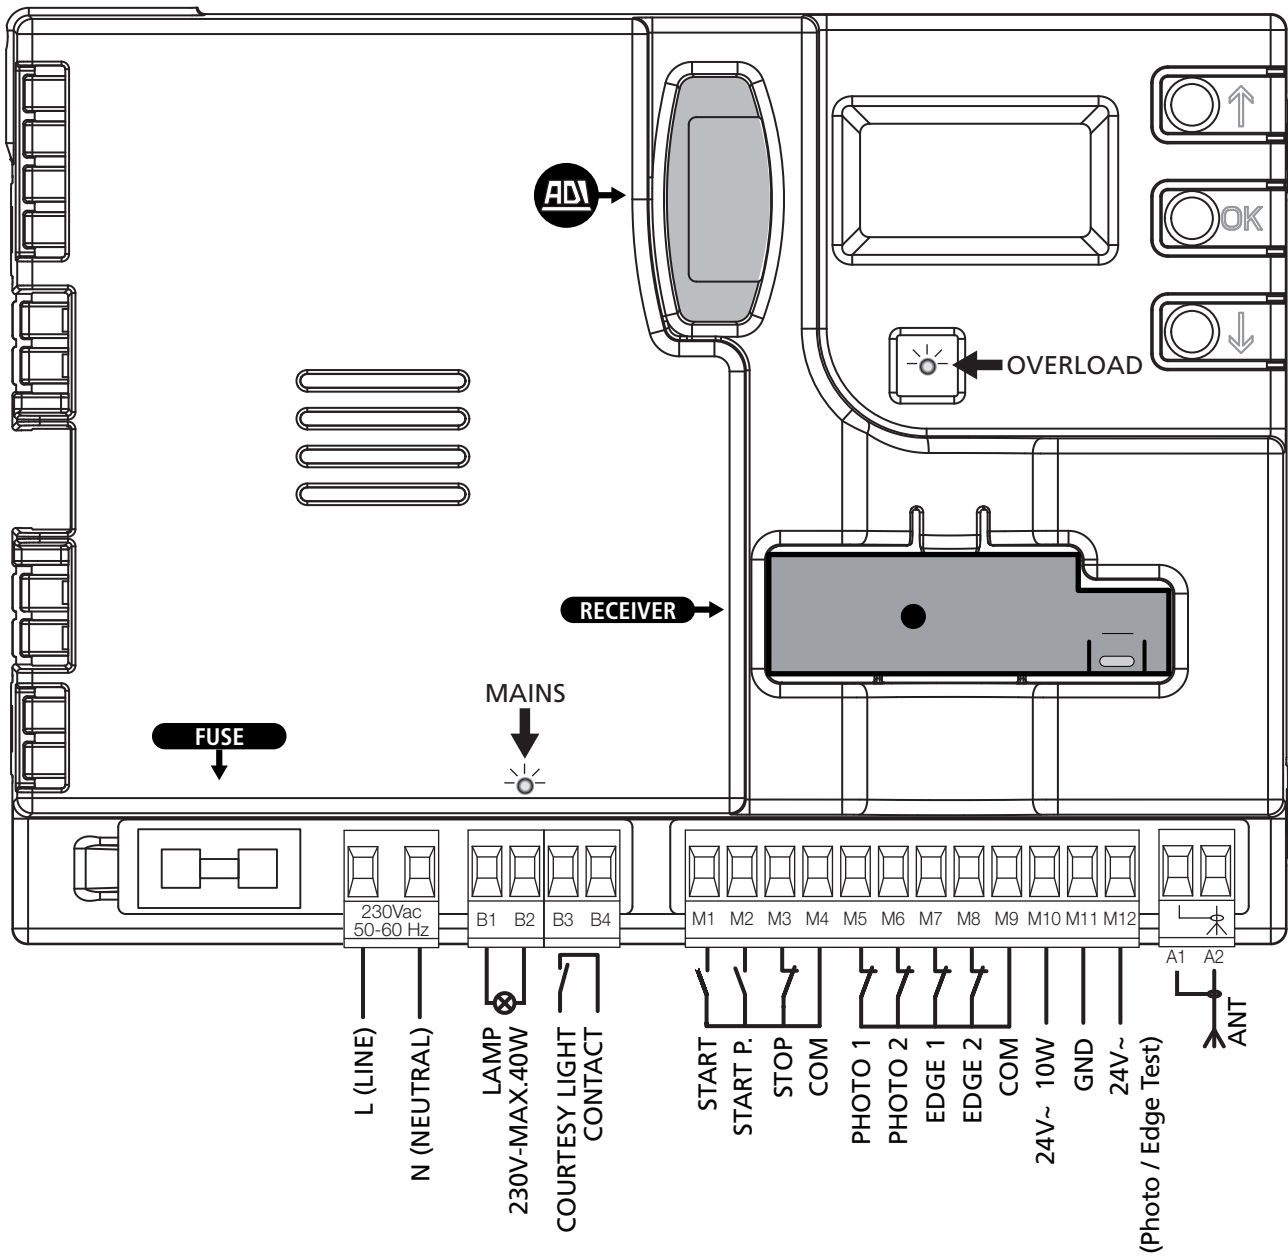 ADI
OK
OVERLOAD
RECEIVER
MAINS
FUSE
230Vac
50-60 Hz
B1 B2 B3 B4
M1 M2 M3 M4 M5 M6 M7 M8 M9 M10 M11 M12
A1 A2
L (LINE)
N (NEUTRAL)
LAMP
230V-MAX.40W
COURTESY LIGHT
CONTACT
START
START P.
STOP
COM
PHOTO 1
PHOTO 2
EDGE 1
EDGE 2
COM
24V~ 10W
GND
24V~
(Photo / Edge Test)
ANT